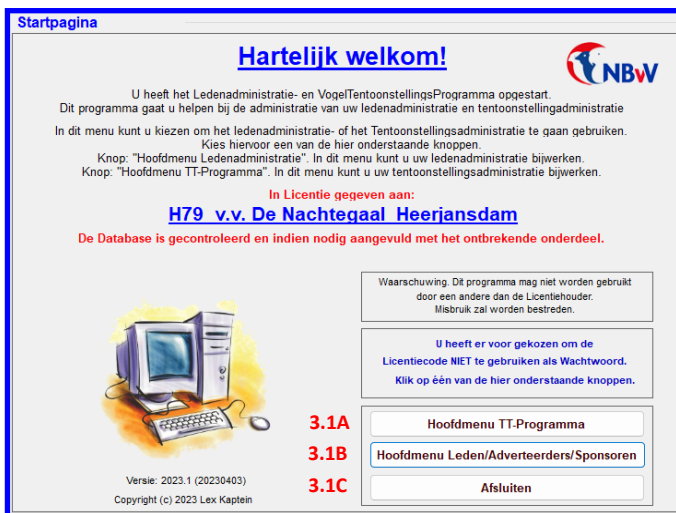 Startpagina
Hartelijk welkom!
NBvV
U heeft het Ledenadministratie- en VogelTentoonstellingsProgramma opgestart.
Dit programma gaat u helpen bij de administratie van uw ledenadministratie en tentoonstellingadministratie
In dit menu kunt u kiezen om het ledenadministratie- of het Tentoonstellingsadministratie te gaan gebruiken.
Kies hiervoor een van de hier onderstaande knoppen.
Knop: "Hoofdmenu Ledenadministratie". In dit menu kunt u uw ledenadministratie bijwerken.
Knop: "Hoofdmenu TT-Programma". In dit menu kunt u uw tentoonstellingsadministratie bijwerken.
In Licentie gegeven aan:
H79 v.v. De Nachtegaal Heerjansdam
De Database is gecontroleerd en indien nodig aangevuld met het ontbrekende onderdeel.
Waarschuwing. Dit programma mag niet worden gebruikt
door een andere dan de Licentiehouder.
Misbruik zal worden bestreden.
U heeft er voor gekozen om de
Licentiecode NIET te gebruiken als Wachtwoord.
Klik op één van de hier onderstaande knoppen.
3.1A Hoofdmenu TT-Programma
3.1B Hoofdmenu Leden/Adverteerders/Sponsoren
3.1C Afsluiten
Versie: 2023.1 (20230403)
Copyright (c) 2023 Lex Kaptein